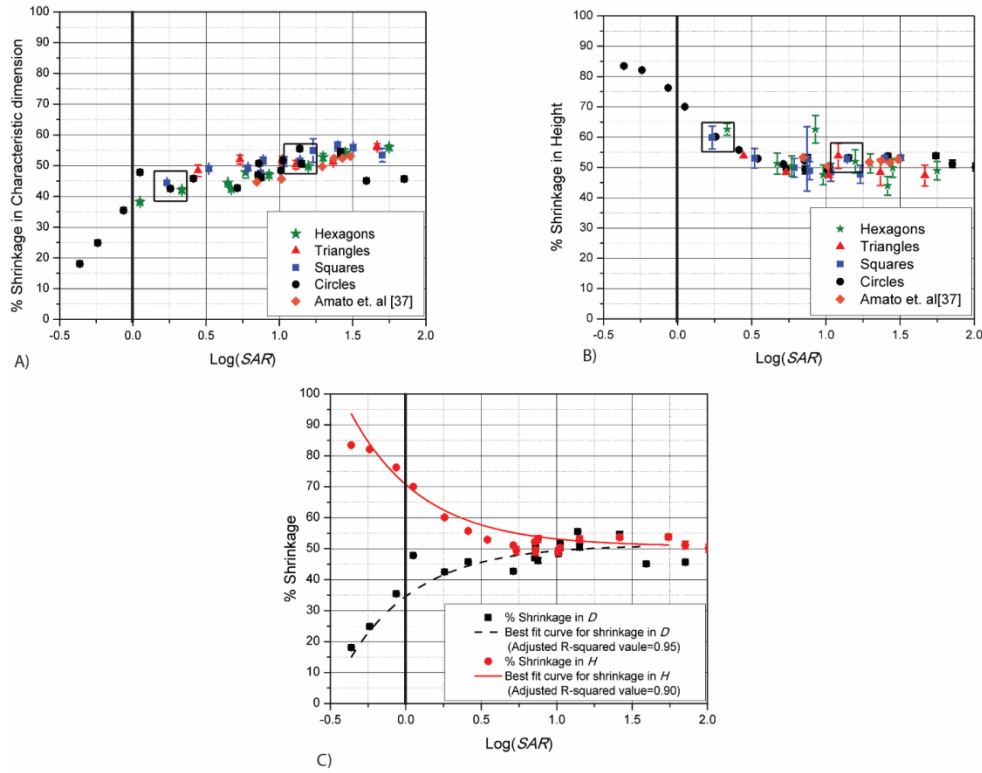 % Shrinkage in Characteristic dimension
100
90
80
70
60
50
40
30
20
10
0
-0.5 0.0 0.5 1.0 1.5 2.0
Log(SAR)
Hexagons
Triangles
Squares
Circles
Amato et. al [37]
A)
% Shrinkage in Height
100
90
80
70
60
50
40
30
20
10
0
-0.5 0.0 0.5 1.0 1.5 2.0
Log(SAR)
Hexagons
Triangles
Squares
Circles
Amato et. al[37]
B)
% Shrinkage
100
90
80
70
60
50
40
30
20
10
0
-0.5 0.0 0.5 1.0 1.5 2.0
Log(SAR)
% Shrinkage in D
Best fit curve for shrinkage in D
(Adjusted R-squared vaule=0.95)
% Shrinkage in H
Best fit curve for shrinkage in H
(Adjusted R-squared value=0.90)
C)